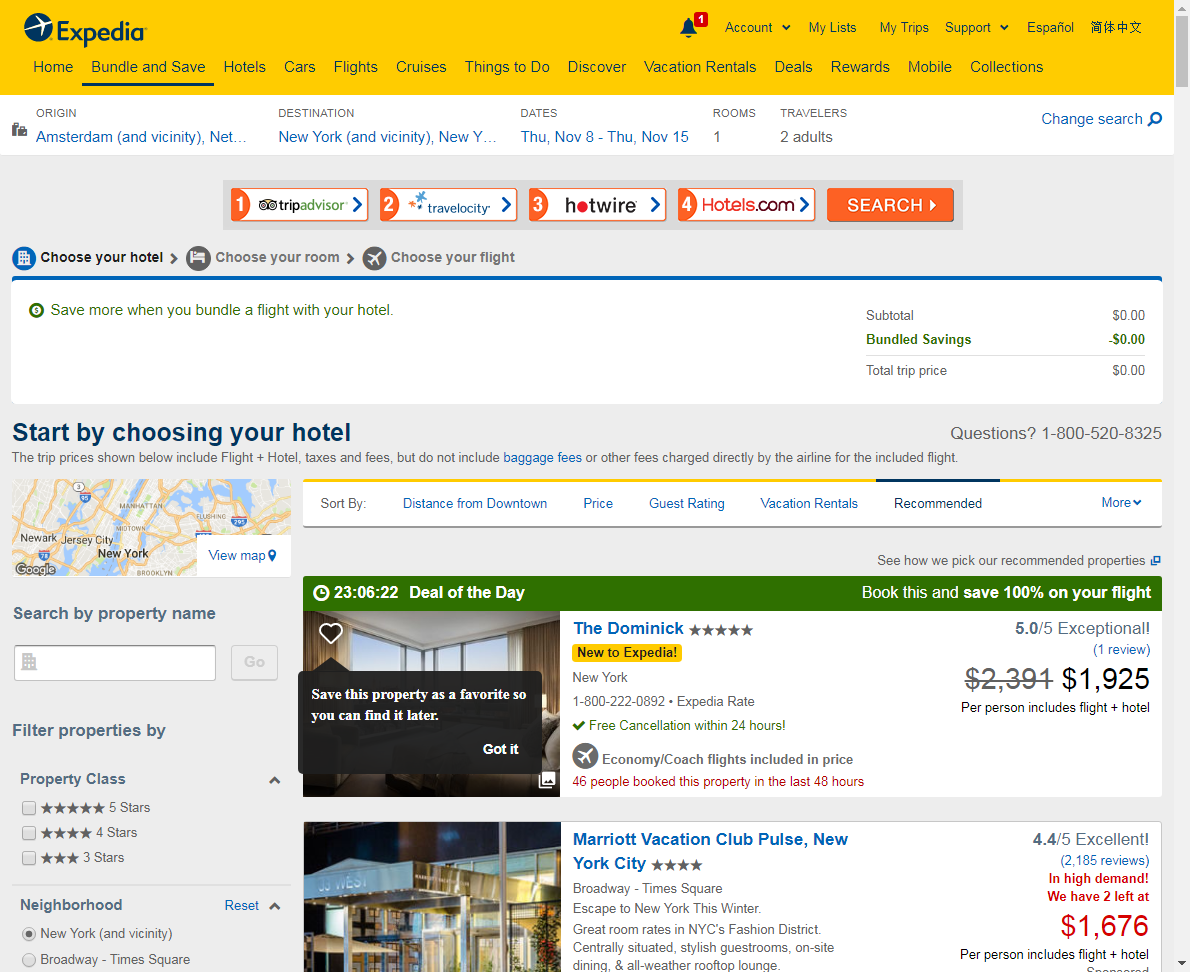 Expedia
1
Account
My Lists
My Trips
Support
Español
简体中文
Home
Bundle and Save
Hotels
Cars
Flights
Cruises
Things to Do
Discover
Vacation Rentals
Deals
Rewards
Mobile
Collections
ORIGIN
Amsterdam (and vicinity), Net...
DESTINATION
New York (and vicinity), New Y...
DATES
Thu, Nov 8 - Thu, Nov 15
ROOMS
1
TRAVELERS
2 adults
Change search
1 tripadvisor
2 travelocity
3 hotwire
4 Hotels.com
SEARCH
Choose your hotel
Choose your room
Choose your flight
Save more when you bundle a flight with your hotel.
Subtotal $0.00
Bundled Savings -$0.00
Total trip price $0.00
Start by choosing your hotel
Questions? 1-800-520-8325
The trip prices shown below include Flight + Hotel, taxes and fees, but do not include baggage fees or other fees charged directly by the airline for the included flight.
3
95
MANHATTAN
FLUSHING
295
MIDTOWN
Newark
Jersey City
New York
78
Google
BROOKLYN
View map
Sort By:
Distance from Downtown
Price
Guest Rating
Vacation Rentals
Recommended
More
See how we pick our recommended properties
Search by property name
Go
Filter properties by
Property Class
5 Stars
4 Stars
3 Stars
Neighborhood
Reset
New York (and vicinity)
Broadway - Times Square
23:06:22 Deal of the Day
Book this and save 100% on your flight
Save this property as a favorite so
you can find it later.
Got it
The Dominick
New to Expedia!
New York
1-800-222-0892 • Expedia Rate
Free Cancellation within 24 hours!
Economy/Coach flights included in price
46 people booked this property in the last 48 hours
5.0/5 Exceptional!
(1 review)
$2,391 $1,925
Per person includes flight + hotel
33 WEST
Marriott Vacation Club Pulse, New
York City
Broadway - Times Square
Escape to New York This Winter.
Great room rates in NYC's Fashion District.
Centrally situated, stylish guestrooms, on-site
dining, & all-weather rooftop lounge.
4.4/5 Excellent!
(2,185 reviews)
In high demand!
We have 2 left at
$1,676
Per person includes flight + hotel
Sponsored